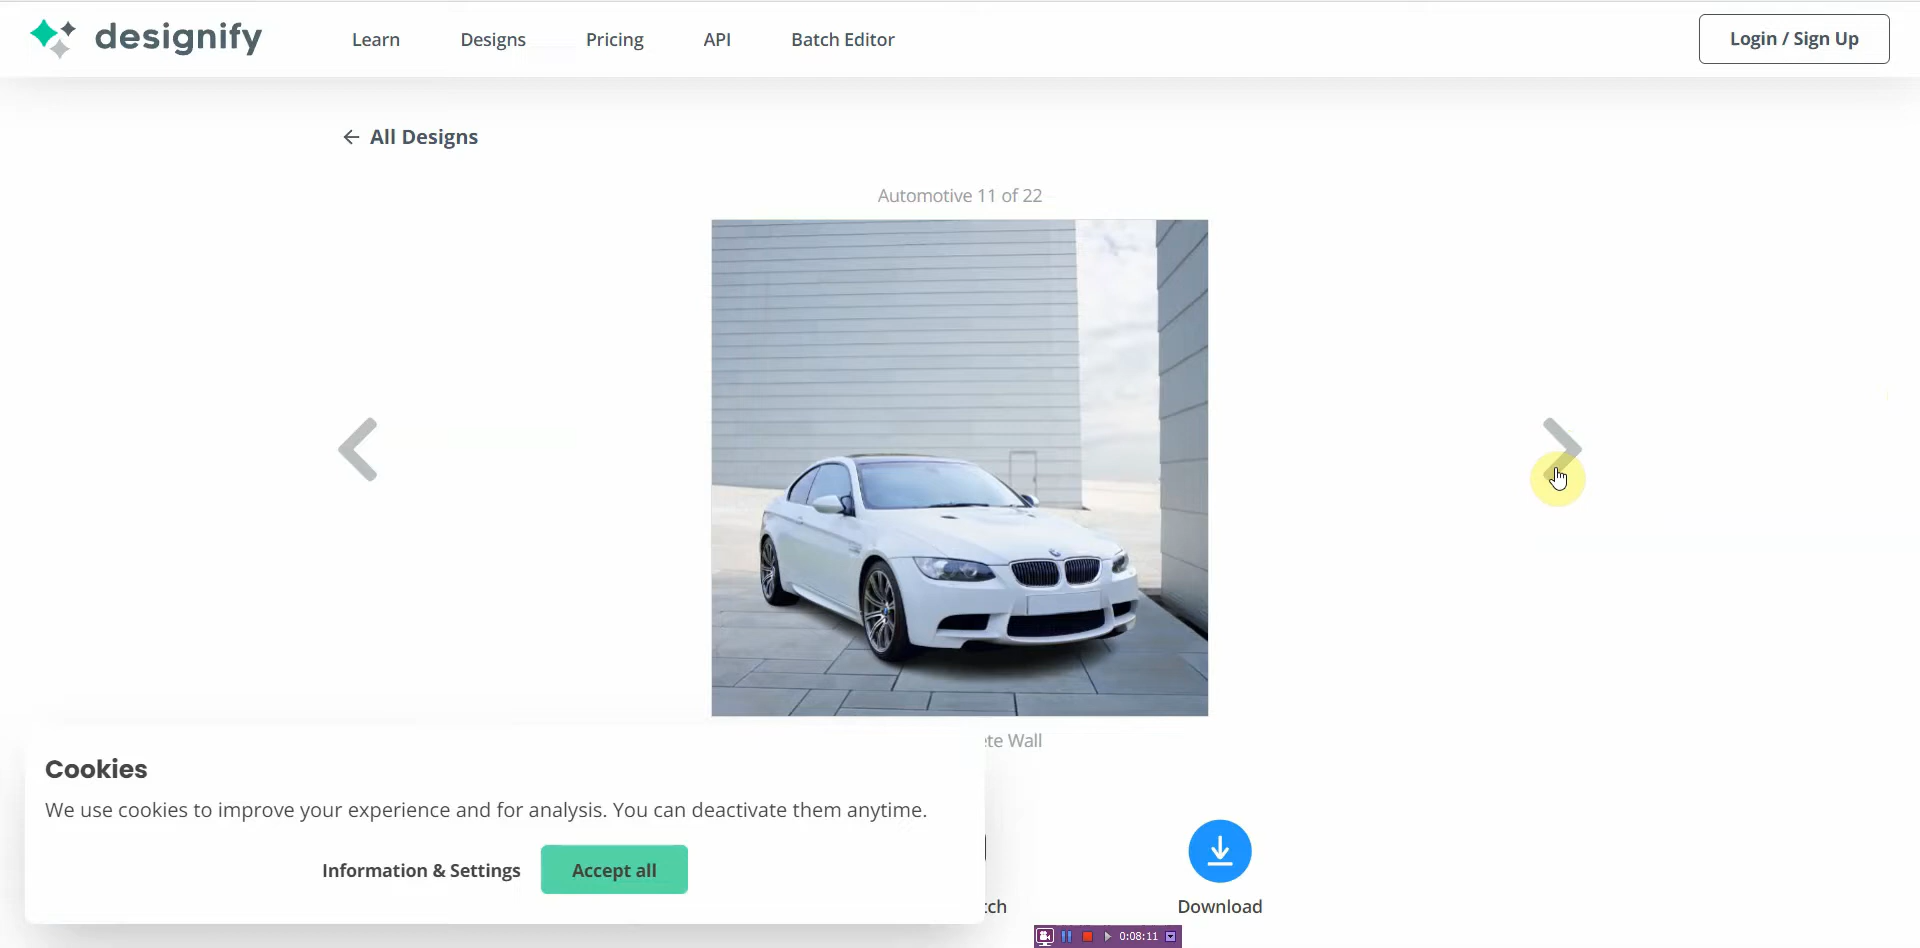 designify
Learn
Designs
Pricing
API
Batch Editor
Login / Sign Up
← All Designs
Automotive 11 of 22
Wall
Cookies
We use cookies to improve your experience and for analysis. You can deactivate them anytime.
Information & Settings
Accept all
Download
0:08:11